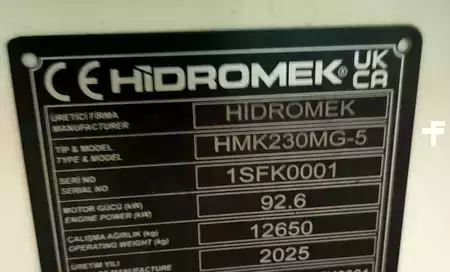 CE HİDROMEK® UK CA
ÜRETİCİ FİRMA
MANUFACTURER
HIDROMEK
TİP & MODEL
TYPE & MODEL
HMK230MG-5
SERİ NO
SERIAL NO
1SFK0001
MOTOR GÜCÜ (kW)
ENGINE POWER (kW)
92.6
ÇALIŞMA AĞIRLIK (kg)
OPERATING WEIGHT (kg)
12650
ÜRETİM YILI
MANUFACTURE
2025